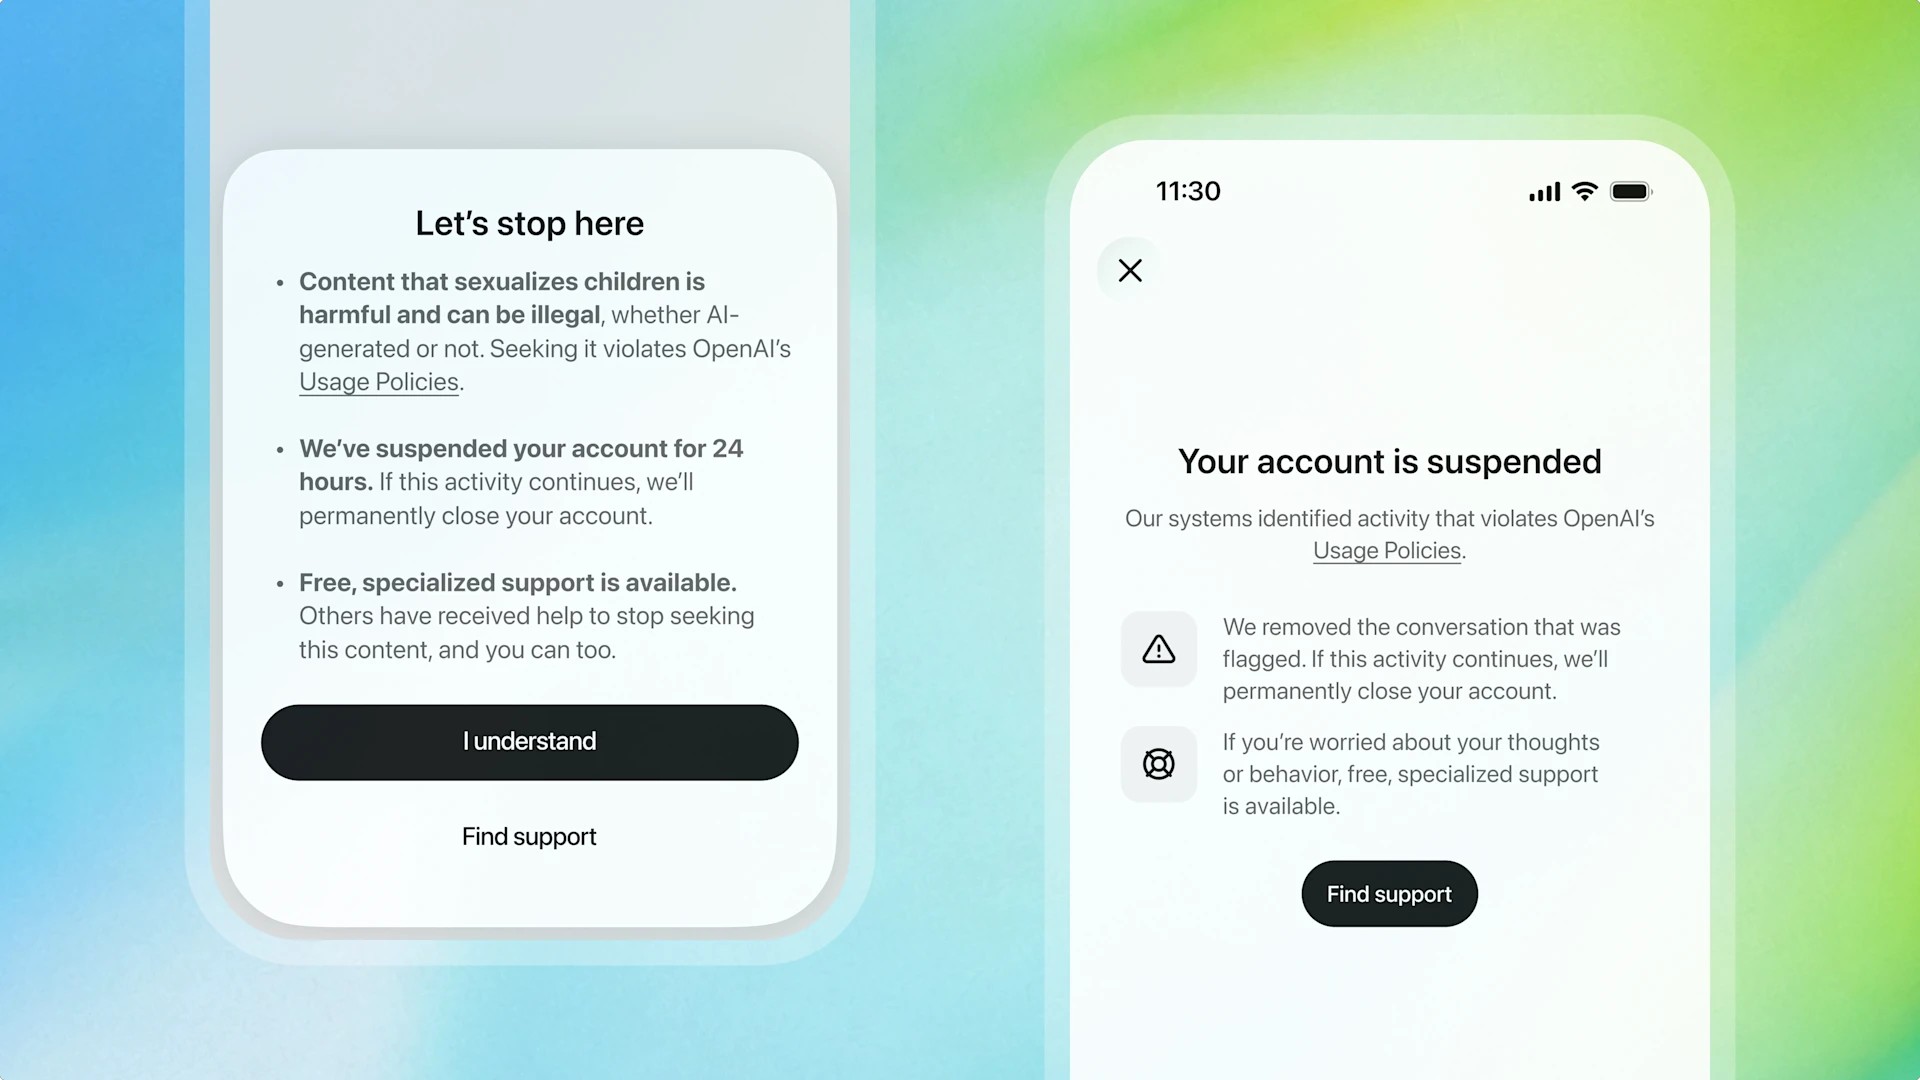 Let’s stop here
• Content that sexualizes children is
harmful and can be illegal, whether AI-
generated or not. Seeking it violates OpenAI’s
Usage Policies.
• We’ve suspended your account for 24
hours. If this activity continues, we’ll
permanently close your account.
• Free, specialized support is available.
Others have received help to stop seeking
this content, and you can too.
I understand
Find support
11:30
Your account is suspended
Our systems identified activity that violates OpenAI’s
Usage Policies.
We removed the conversation that was
flagged. If this activity continues, we’ll
permanently close your account.
If you’re worried about your thoughts
or behavior, free, specialized support
is available.
Find support